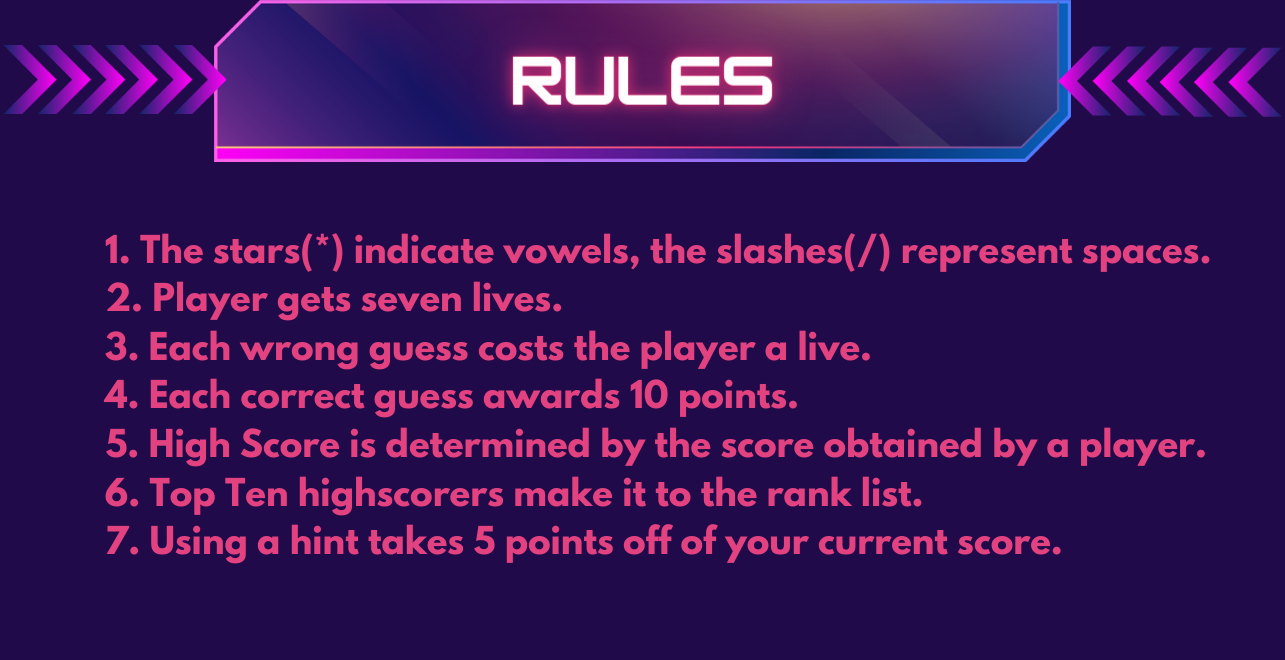 RULES
1. The stars(*) indicate vowels, the slashes(/) represent spaces.
2. Player gets seven lives.
3. Each wrong guess costs the player a live.
4. Each correct guess awards 10 points.
5. High Score is determined by the score obtained by a player.
6. Top Ten highscorers make it to the rank list.
7. Using a hint takes 5 points off of your current score.